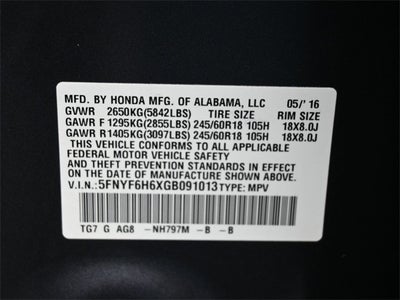 MFD. BY HONDA MFG. OF ALABAMA, LLC 05/' 16
GVWR 2650KG(5842LBS) TIRE SIZE RIM SIZE
GAWR F 1295KG(2855LBS) 245/60R18 105H 18X8.0J
GAWR R 1405KG(3097LBS) 245/60R18 105H 18X8.0J
THIS VEHICLE CONFORMS TO ALL APPLICABLE
FEDERAL MOTOR VEHICLE SAFETY
AND THEFT PREVENTION STANDARDS IN EFFECT
ON THE DATE OF MANUFACTURE SHOWN ABOVE.
V.I.N.: 5FNYF6H6XGB091013 TYPE: MPV
TG7 G AG8 -NH797M -B -B